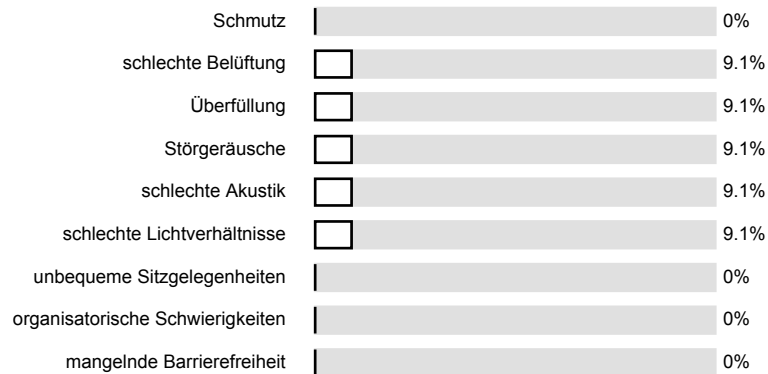 Schmutz 0%
schlechte Belüftung 9.1%
Überfüllung 9.1%
Störgeräusche 9.1%
schlechte Akustik 9.1%
schlechte Lichtverhältnisse 9.1%
unbequeme Sitzgelegenheiten 0%
organisatorische Schwierigkeiten 0%
mangelnde Barrierefreiheit 0%